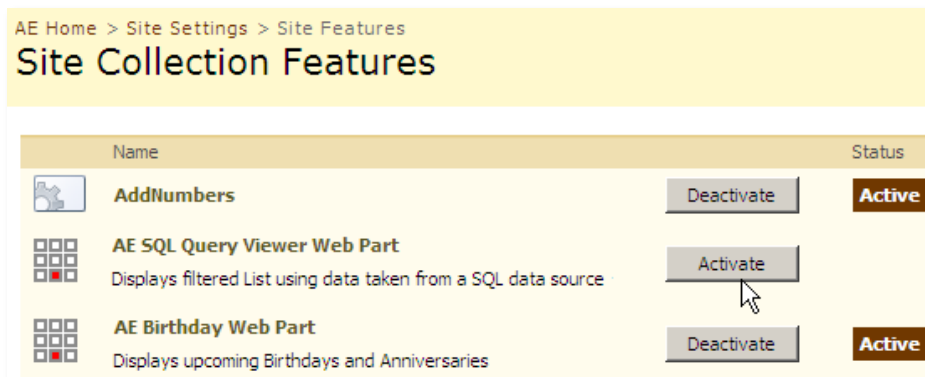 AE Home > Site Settings > Site Features
Site Collection Features
Name Status
AddNumbers Deactivate Active
AE SQL Query Viewer Web Part
Displays filtered List using data taken from a SQL data source
Activate
AE Birthday Web Part
Displays upcoming Birthdays and Anniversaries
Deactivate Active